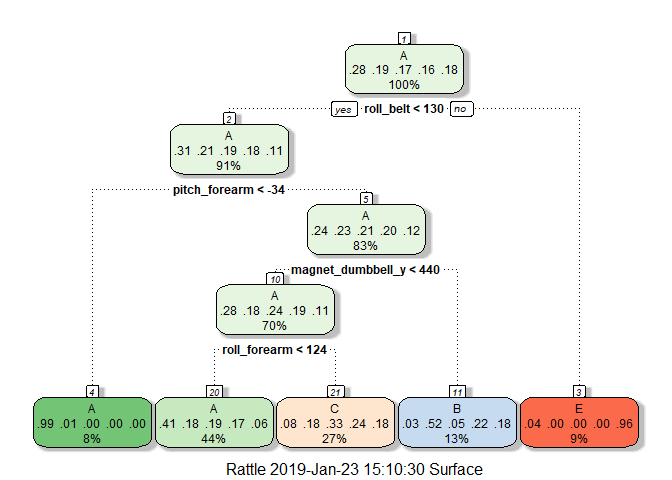 1
A
.28 .19 .17 .16 .18
100%
yes roll_belt < 130 no
2
A
.31 .21 .19 .18 .11
91%
pitch_forearm < -34
5
A
.24 .23 .21 .20 .12
83%
magnet_dumbbell_y < 440
10
A
.28 .18 .24 .19 .11
70%
roll_forearm < 124
4
A
.99 .01 .00 .00 .00
8%
20
A
.41 .18 .19 .17 .06
44%
21
C
.08 .18 .33 .24 .18
27%
11
B
.03 .52 .05 .22 .18
13%
3
E
.04 .00 .00 .00 .96
9%
Rattle 2019-Jan-23 15:10:30 Surface